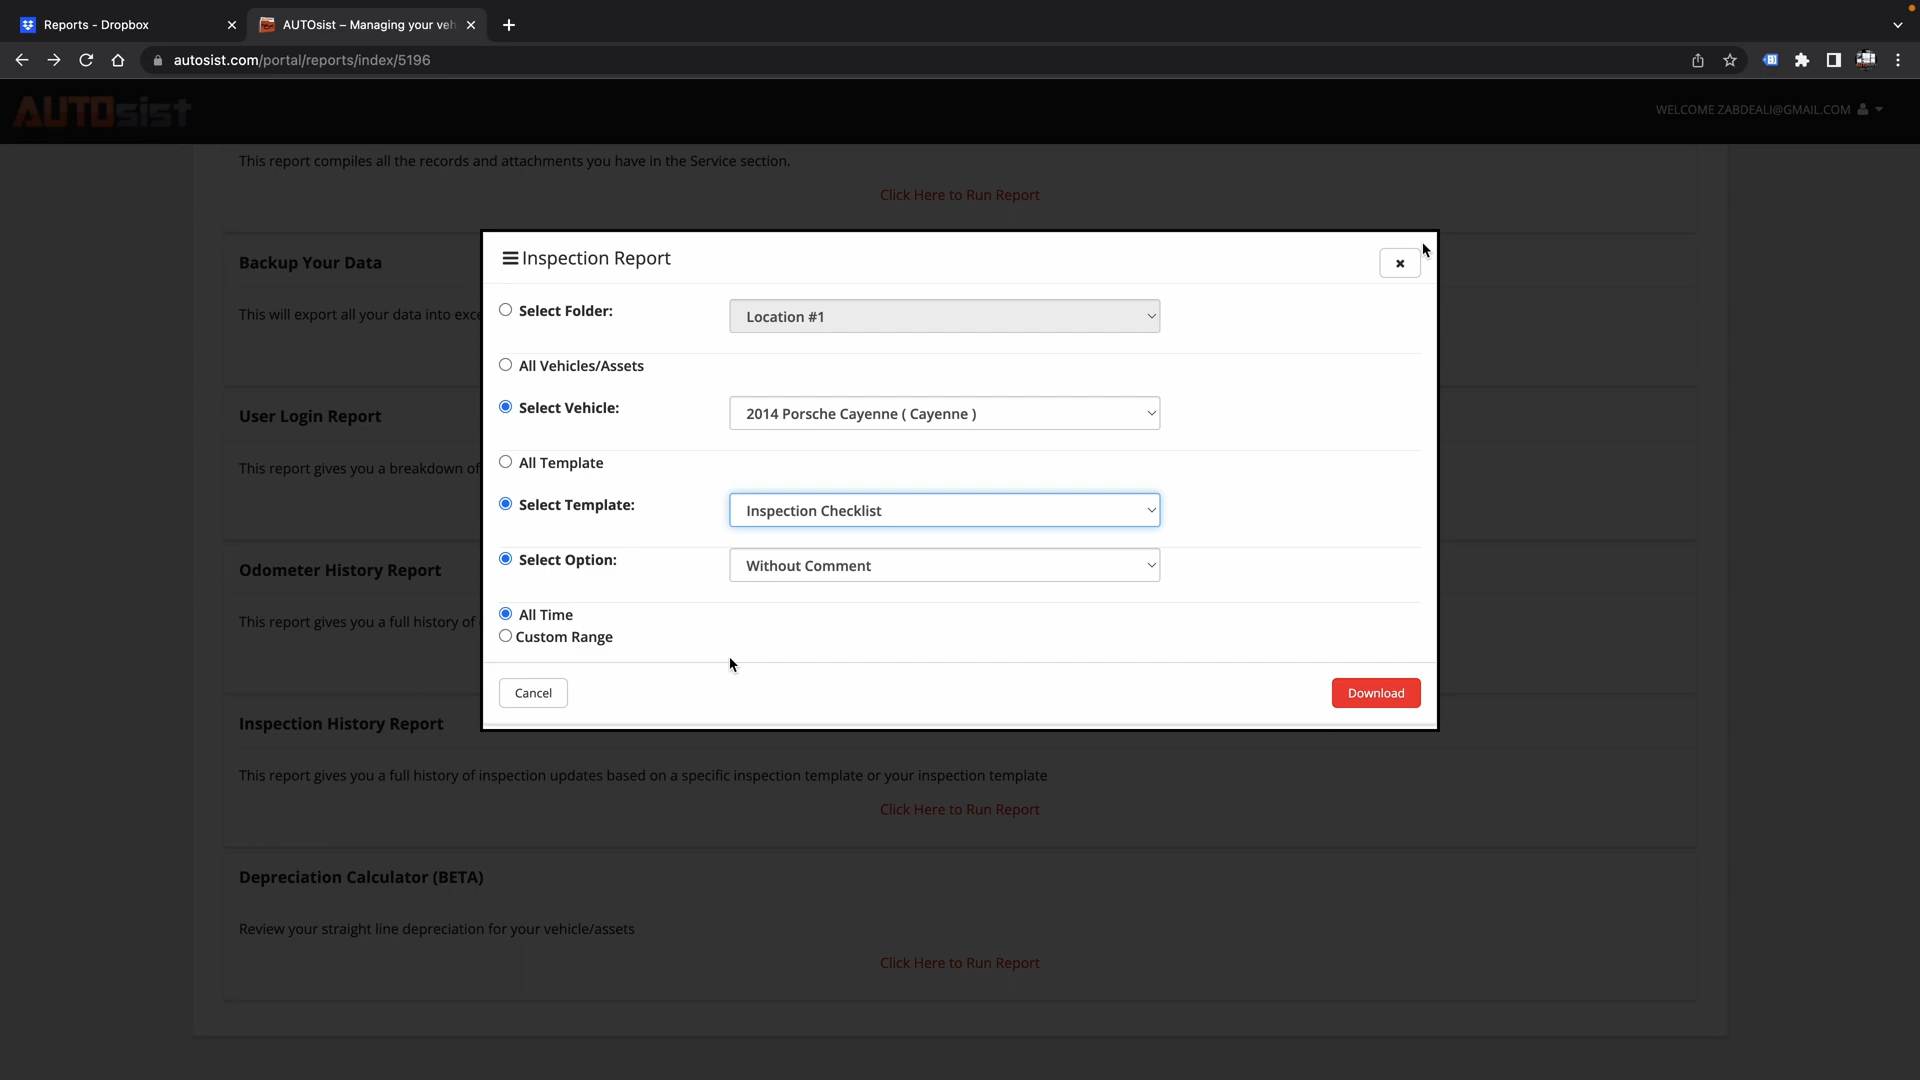 Reports - Dropbox
AUTOsist – Managing your veh
autosist.com/portal/reports/index/5196
AUTOsist
WELCOME ZABDEALI@GMAIL.COM
This report compiles all the records and attachments you have in the Service section.
Click Here to Run Report
Inspection Report
Backup Your Data
Select Folder:
Location #1
This will export all your data into exce
All Vehicles/Assets
Select Vehicle:
2014 Porsche Cayenne ( Cayenne )
User Login Report
All Template
This report gives you a breakdown of
Select Template:
Inspection Checklist
Select Option:
Without Comment
Odometer History Report
All Time
This report gives you a full history of
Custom Range
Cancel
Download
Inspection History Report
This report gives you a full history of inspection updates based on a specific inspection template or your inspection template
Click Here to Run Report
Depreciation Calculator (BETA)
Review your straight line depreciation for your vehicle/assets
Click Here to Run Report